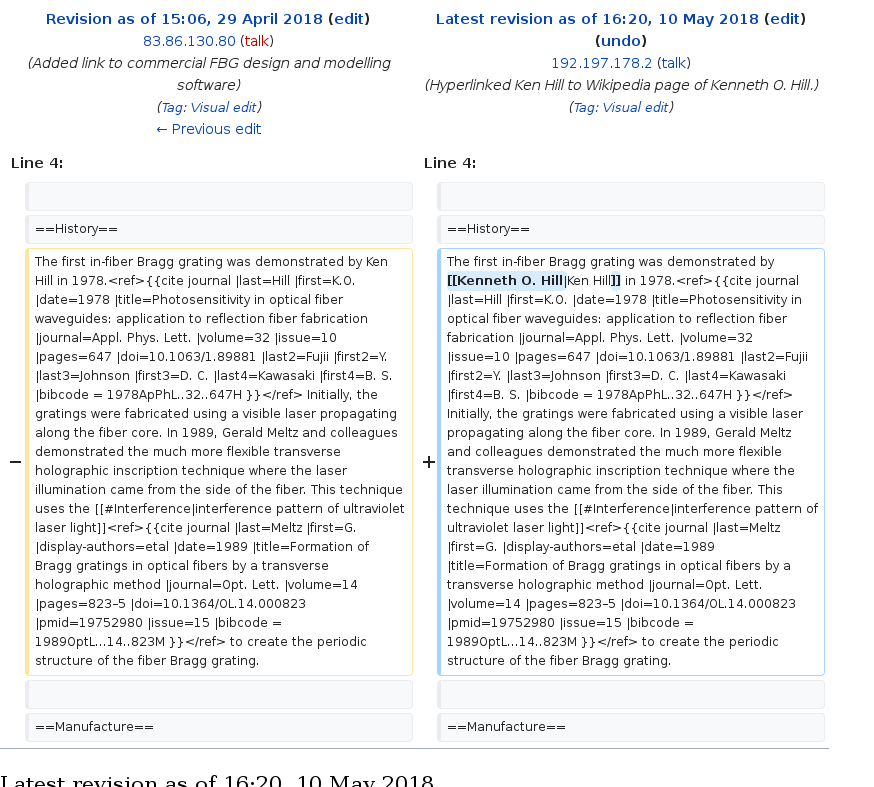 Revision as of 15:06, 29 April 2018 (edit)
83.86.130.80 (talk)
(Added link to commercial FBG design and modelling
software)
(Tag: Visual edit)
← Previous edit
Latest revision as of 16:20, 10 May 2018 (edit)
(undo)
192.197.178.2 (talk)
(Hyperlinked Ken Hill to Wikipedia page of Kenneth O. Hill.)
(Tag: Visual edit)
Line 4:
Line 4:
==History==
==History==
−
The first in-fiber Bragg grating was demonstrated by Ken
Hill in 1978.<ref>{{cite journal |last=Hill |first=K.O.
|date=1978 |title=Photosensitivity in optical fiber
waveguides: application to reflection fiber fabrication
|journal=Appl. Phys. Lett. |volume=32 |issue=10
|pages=647 |doi=10.1063/1.89881 |last2=Fujii |first2=Y.
|last3=Johnson |first3=D. C. |last4=Kawasaki |first4=B. S.
|bibcode = 1978ApPhL..32..647H }}</ref> Initially, the
gratings were fabricated using a visible laser propagating
along the fiber core. In 1989, Gerald Meltz and colleagues
demonstrated the much more flexible transverse
holographic inscription technique where the laser
illumination came from the side of the fiber. This technique
uses the [[#Interference|interference pattern of ultraviolet
laser light]]<ref>{{cite journal |last=Meltz |first=G.
|display-authors=etal |date=1989 |title=Formation of
Bragg gratings in optical fibers by a transverse
holographic method |journal=Opt. Lett. |volume=14
|pages=823–5 |doi=10.1364/OL.14.000823
|pmid=19752980 |issue=15 |bibcode =
1989OptL...14..823M }}</ref> to create the periodic
structure of the fiber Bragg grating.
+
The first in-fiber Bragg grating was demonstrated by
[[Kenneth O. Hill|Ken Hill]] in 1978.<ref>{{cite journal
|last=Hill |first=K.O. |date=1978 |title=Photosensitivity in
optical fiber waveguides: application to reflection fiber
fabrication |journal=Appl. Phys. Lett. |volume=32
|issue=10 |pages=647 |doi=10.1063/1.89881 |last2=Fujii
|first2=Y. |last3=Johnson |first3=D. C. |last4=Kawasaki
|first4=B. S. |bibcode = 1978ApPhL..32..647H }}</ref>
Initially, the gratings were fabricated using a visible laser
propagating along the fiber core. In 1989, Gerald Meltz
and colleagues demonstrated the much more flexible
transverse holographic inscription technique where the
laser illumination came from the side of the fiber. This
technique uses the [[#Interference|interference pattern of
ultraviolet laser light]]<ref>{{cite journal |last=Meltz
|first=G. |display-authors=etal |date=1989
|title=Formation of Bragg gratings in optical fibers by a
transverse holographic method |journal=Opt. Lett.
|volume=14 |pages=823–5 |doi=10.1364/OL.14.000823
|pmid=19752980 |issue=15 |bibcode =
1989OptL...14..823M }}</ref> to create the periodic
structure of the fiber Bragg grating.
==Manufacture==
==Manufacture==
Latest revision as of 16:20, 10 May 2018